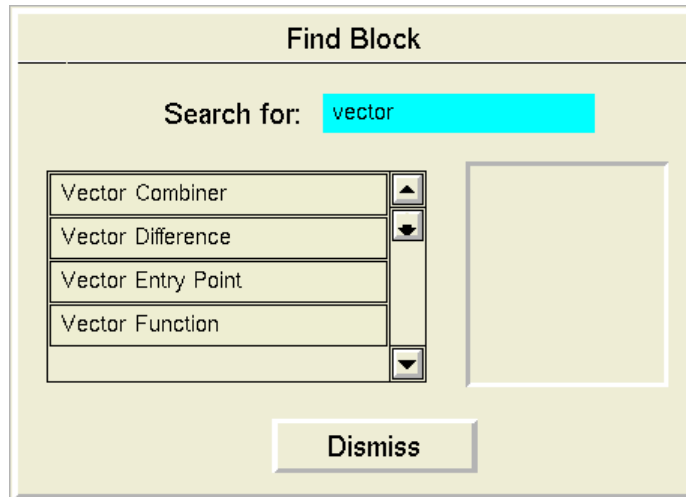 Find Block
Search for: vector
Vector Combiner
Vector Difference
Vector Entry Point
Vector Function
Dismiss